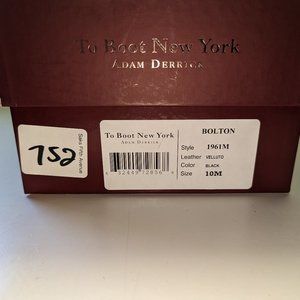 To Boot New York
ADAM DERRICK
752
Saks Fifth Avenue
To Boot New York
ADAM DERRICK
BOLTON
Style 1961M
Leather VELLUTO
Color BLACK
Size 10M